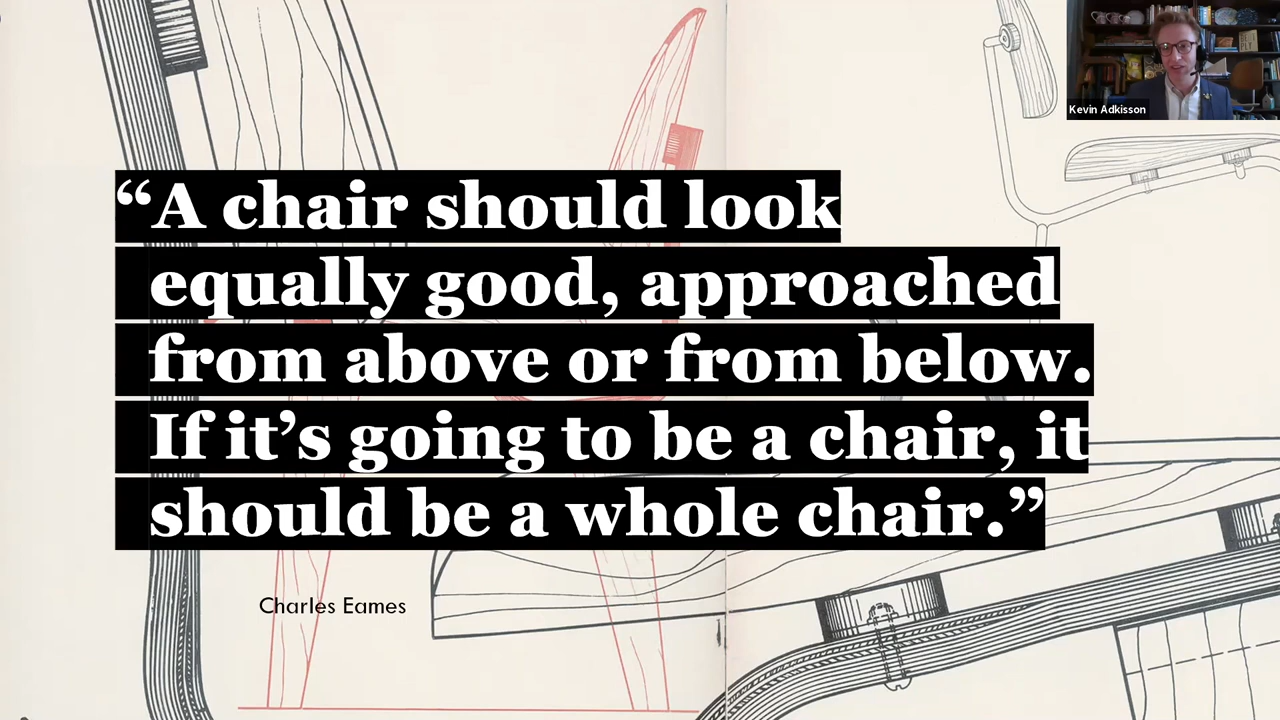 Kevin Adkisson
“A chair should look
equally good, approached
from above or from below.
If it’s going to be a chair, it
should be a whole chair.”
Charles Eames